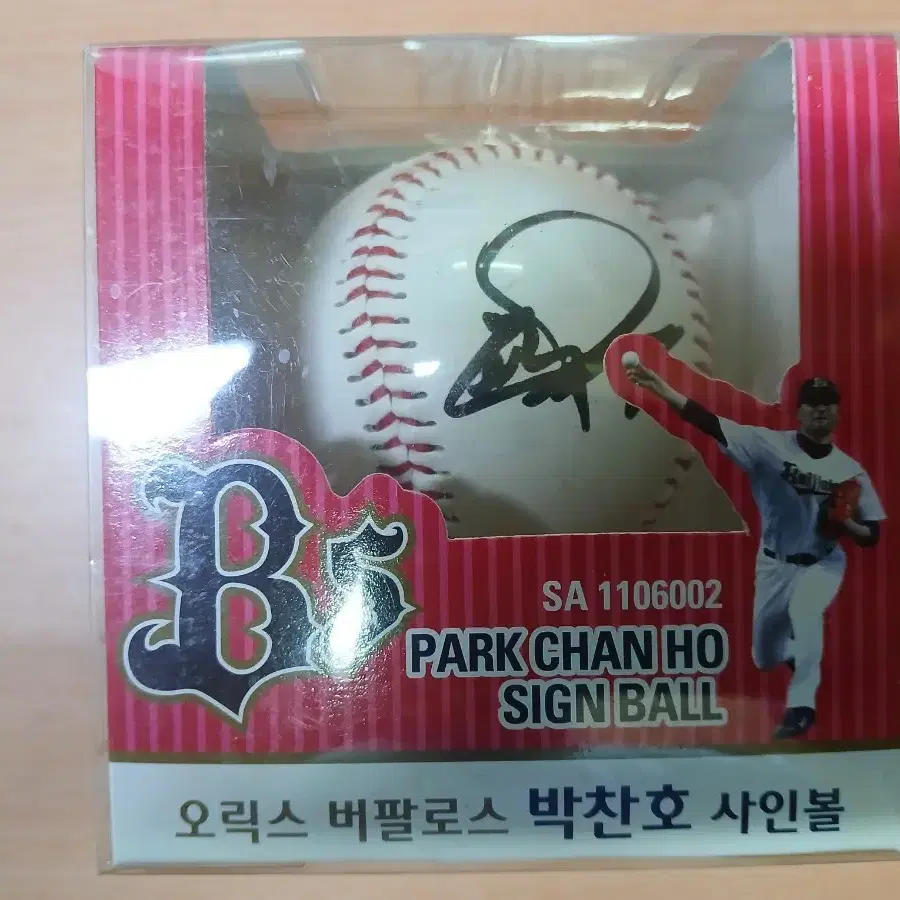 Bs
SA 1106002
PARK CHAN HO
SIGN BALL
오릭스 버팔로스 박찬호 사인볼